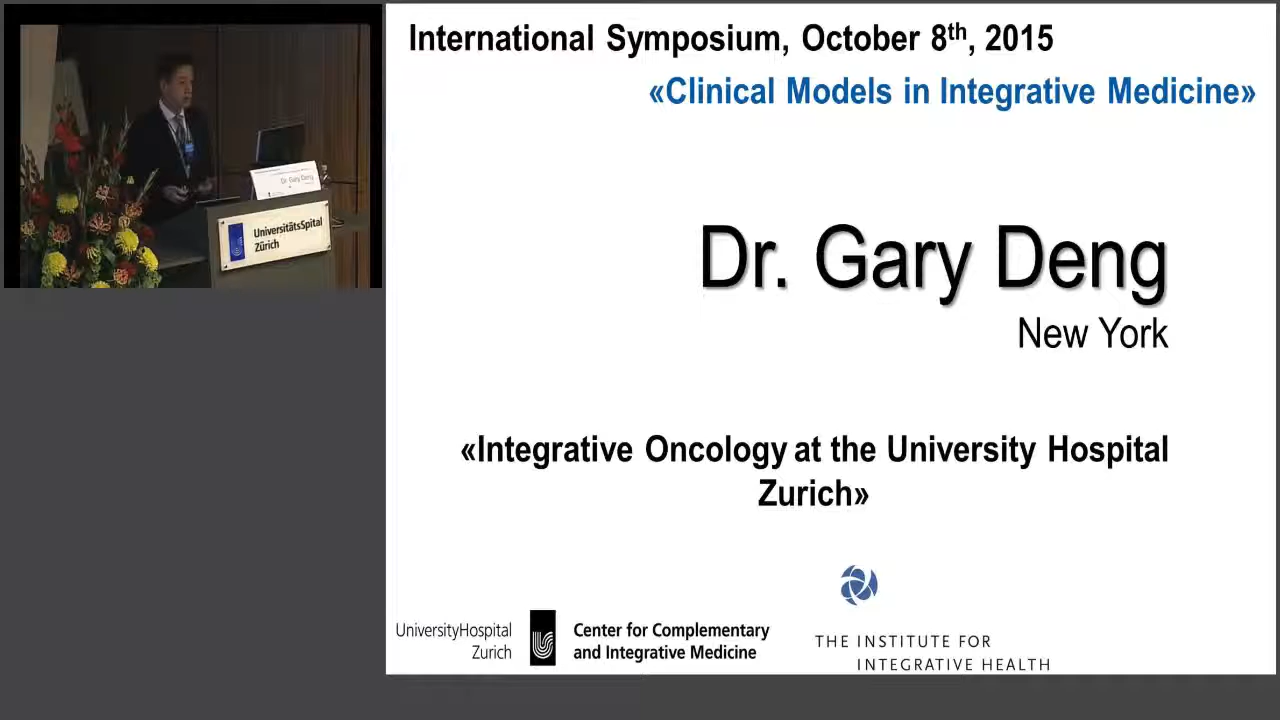 International Symposium, October 8th, 2015
«Clinical Models in Integrative Medicine»
Dr. Gary Deng
New York
«Integrative Oncology at the University Hospital
Zurich»
UniversityHospital
Zurich
Center for Complementary
and Integrative Medicine
THE INSTITUTE FOR
INTEGRATIVE HEALTH
Dr. Gary Deng
UniversitätsSpital
Zürich